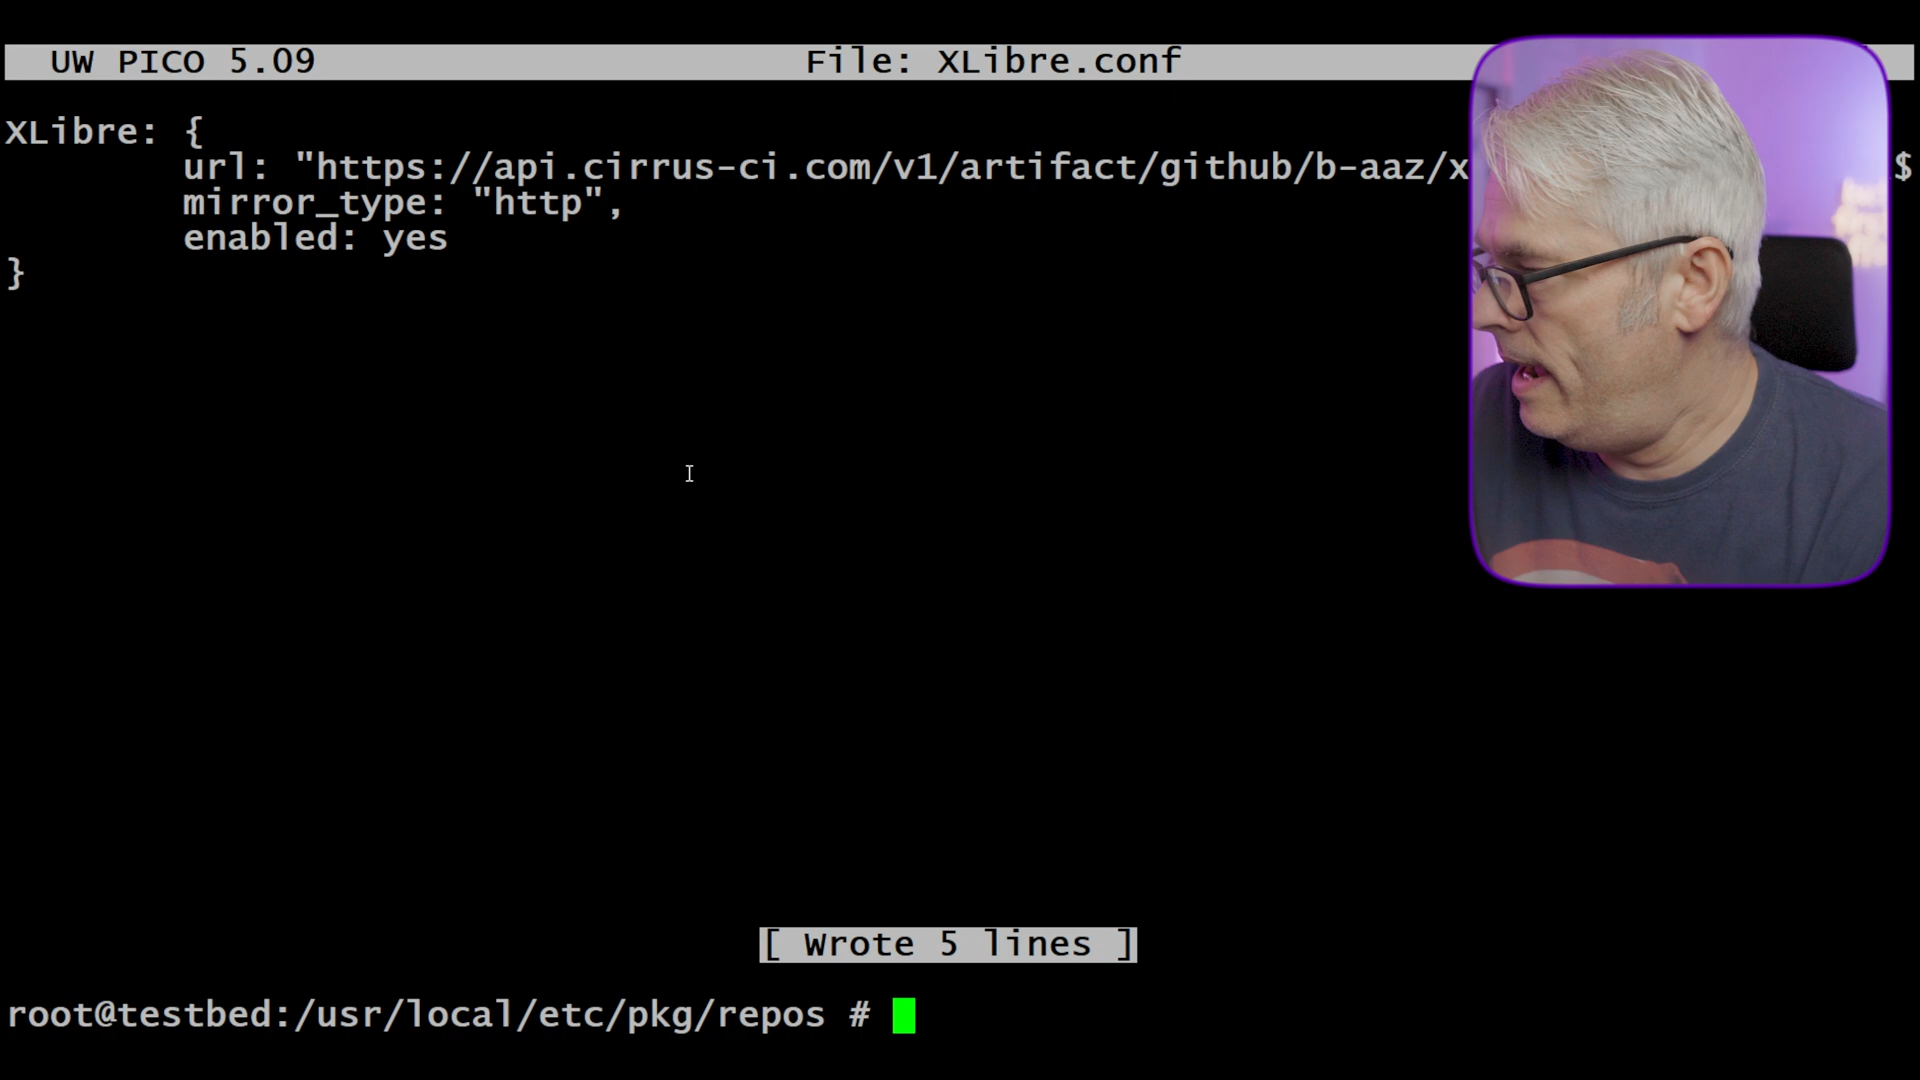 UW PICO 5.09 File: XLibre.conf
XLibre: {
url: "https://api.cirrus-ci.com/v1/artifact/github/b-aaz/x $
mirror_type: "http",
enabled: yes
}
[ Wrote 5 lines ]
root@testbed:/usr/local/etc/pkg/repos #